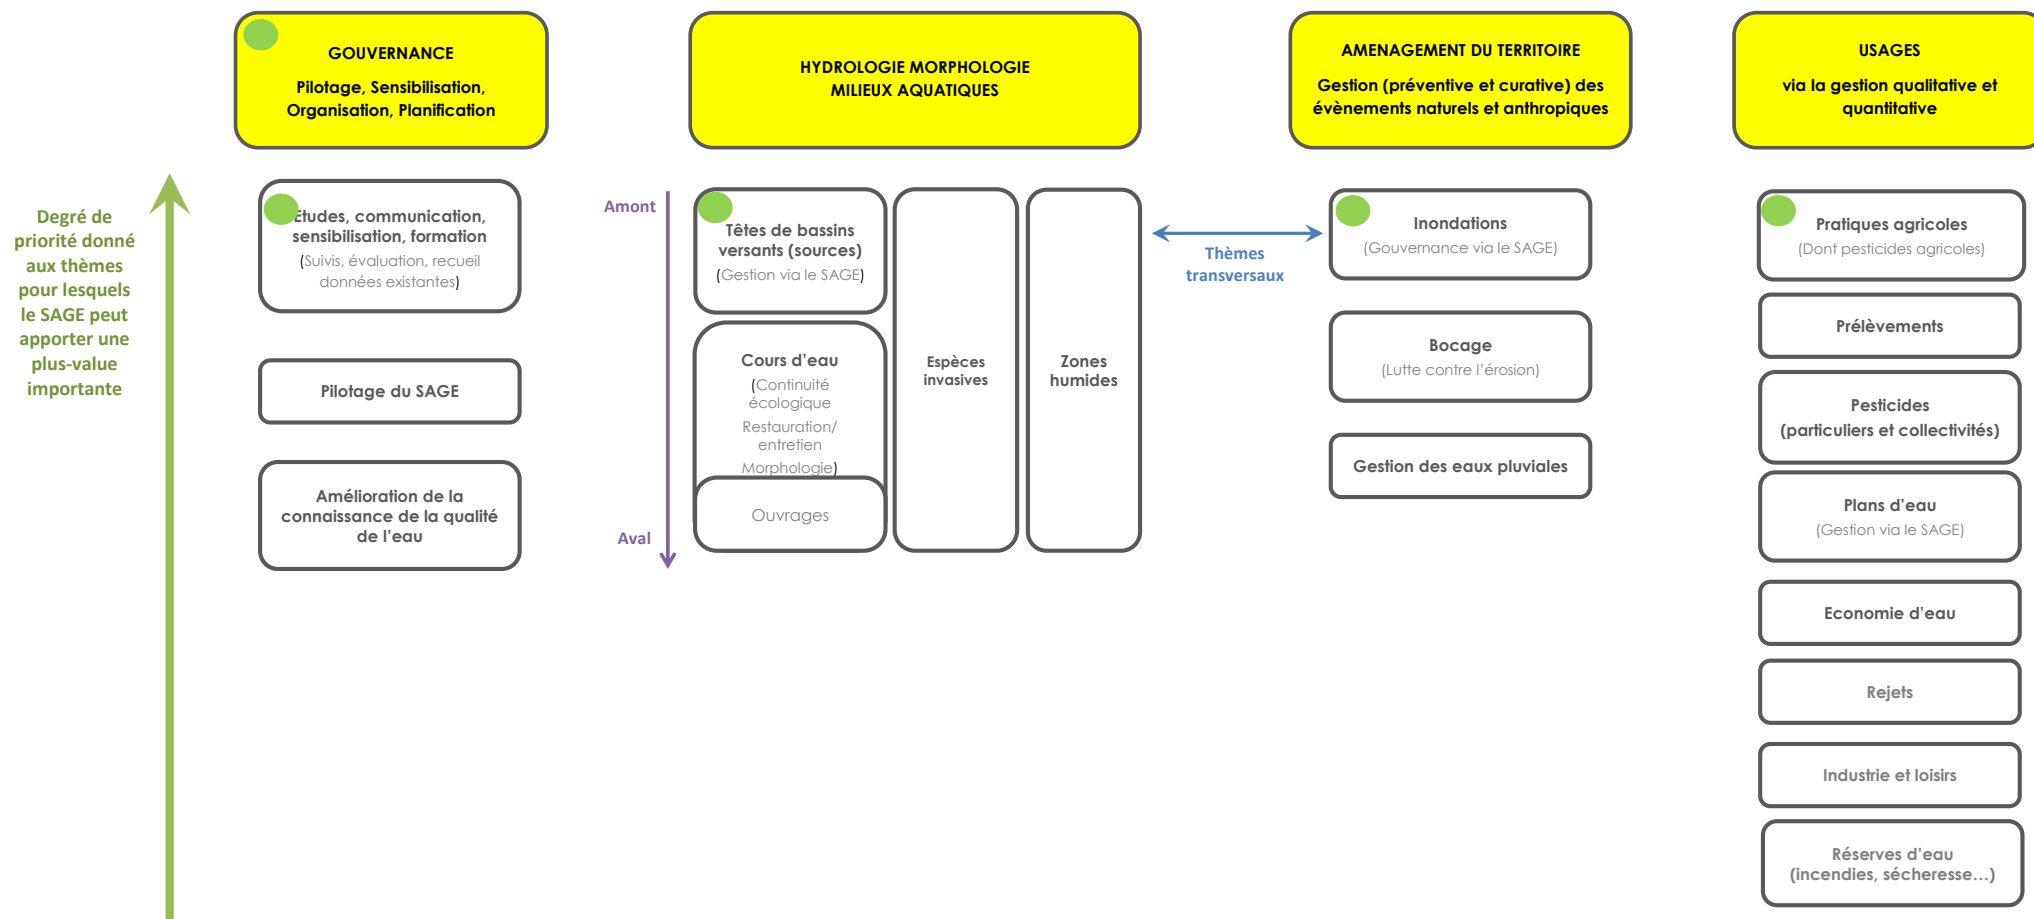 GOUVERNANCE
Pilotage, Sensibilisation,
Organisation, Planification
HYDROLOGIE MORPHOLOGIE
MILIEUX AQUATIQUES
AMENAGEMENT DU TERRITOIRE
Gestion (préventive et curative) des
évènements naturels et anthropiques
USAGES
via la gestion qualitative et
quantitative
Degré de
priorité donné
aux thèmes
pour lesquels
le SAGE peut
apporter une
plus-value
importante
Etudes, communication,
sensibilisation, formation
(Suivis, évaluation, recueil
données existantes)
Pilotage du SAGE
Amélioration de la
connaissance de la qualité
de l'eau
Amont
Aval
Têtes de bassins
versants (sources)
(Gestion via le SAGE)
Cours d'eau
(Continuité
écologique
Restauration/
entretien
Morphologie)
Ouvrages
Espèces
invasives
Zones
humides
Thèmes
transversaux
Inondations
(Gouvernance via le SAGE)
Bocage
(Lutte contre l'érosion)
Gestion des eaux pluviales
Pratiques agricoles
(Dont pesticides agricoles)
Prélèvements
Pesticides
(particuliers et collectivités)
Plans d'eau
(Gestion via le SAGE)
Economie d'eau
Rejets
Industrie et loisirs
Réserves d'eau
(incendies, sécheresse…)